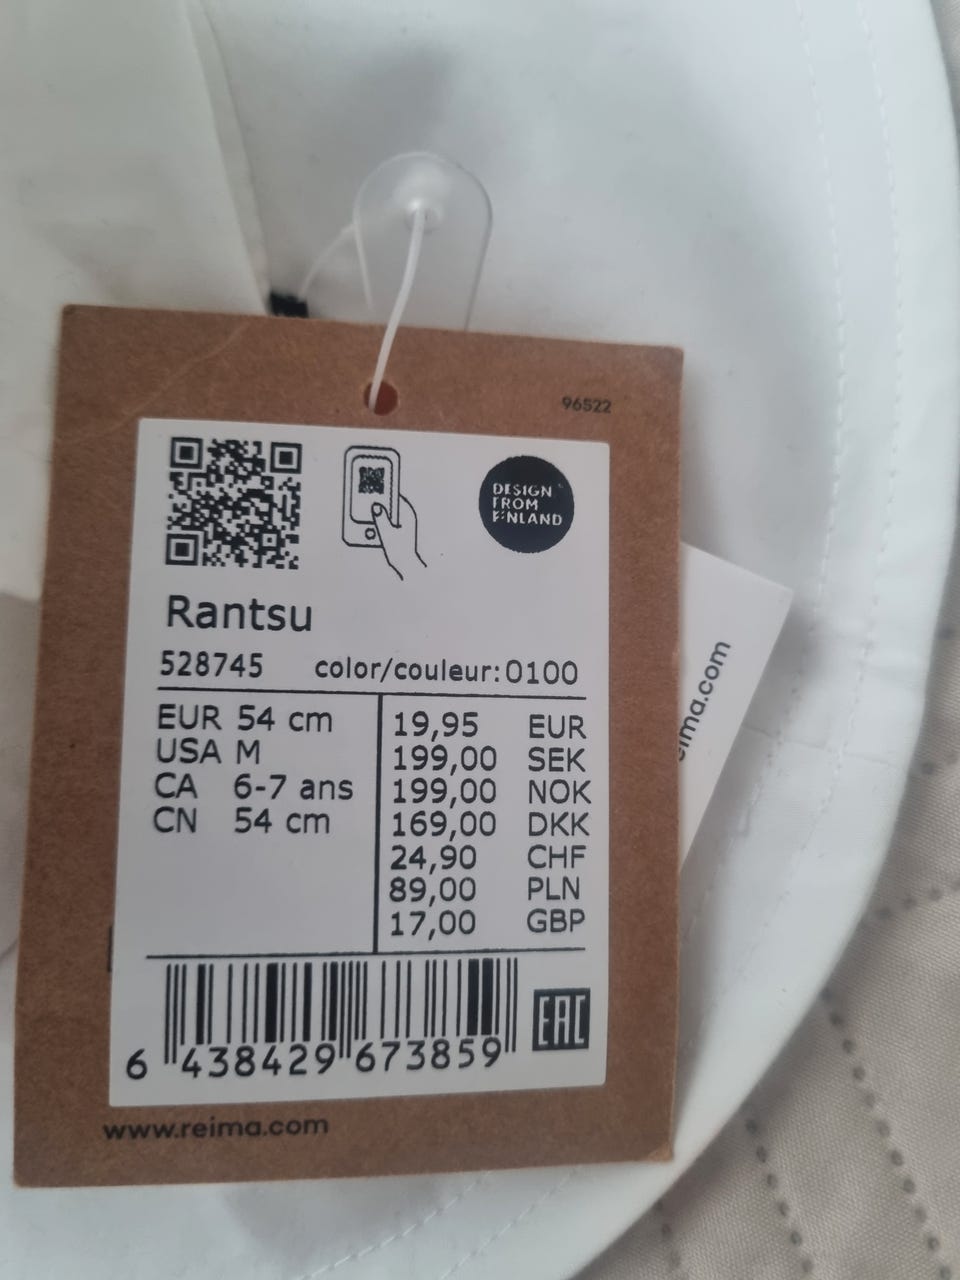 96522
DESIGN
FROM
FINLAND
Rantsu
528745 color/couleur:0100
EUR 54 cm
USA M
CA 6-7 ans
CN 54 cm
19,95 EUR
199,00 SEK
199,00 NOK
169,00 DKK
24,90 CHF
89,00 PLN
17,00 GBP
6 438429 673859
EAC
www.reima.com
eima.com